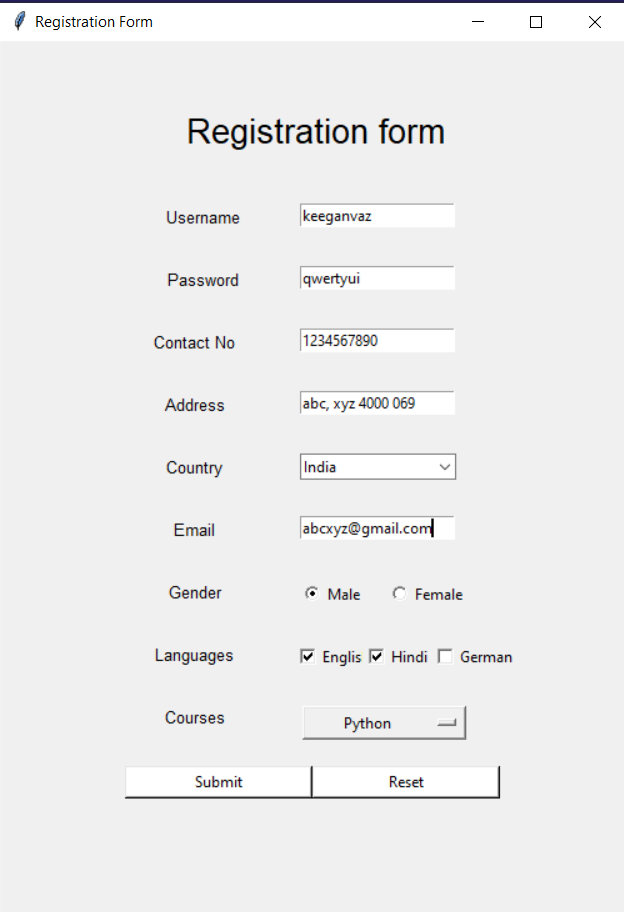 Registration Form
Registration form
Username keeganvaz
Password qwertyui
Contact No 1234567890
Address abc, xyz 4000 069
Country India
Email abcxyz@gmail.com
Gender Male Female
Languages Englis Hindi German
Courses Python
Submit Reset